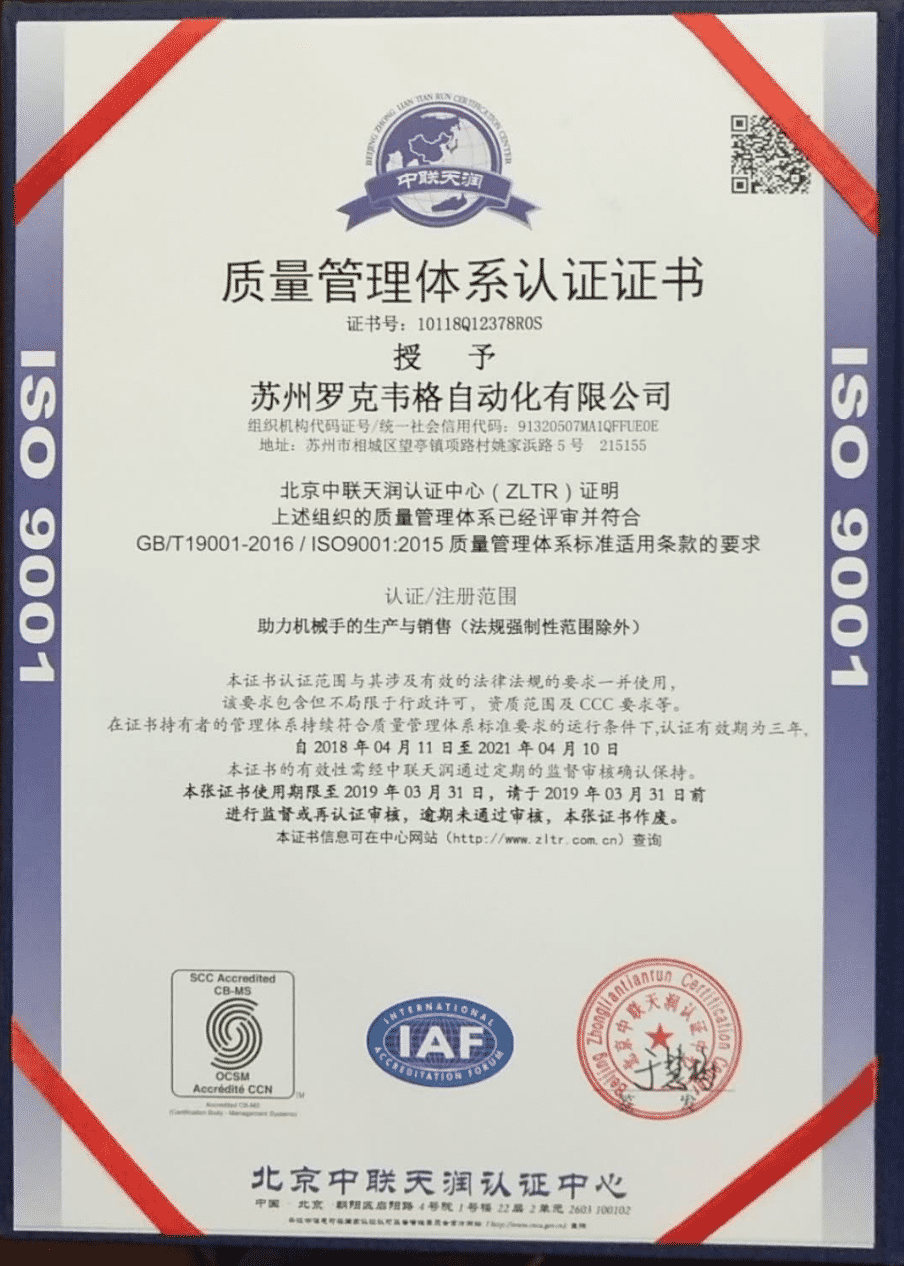 BEIJING ZHONG LIAN TIAN RUN CERTIFICATION CENTER
中联天润
质量管理体系认证证书
证书号：10118Q12378R0S
授 予
苏州罗克韦格自动化有限公司
组织机构代码证号/统一社会信用代码：91320507MA1QFFUE0E
地址：苏州市相城区望亭镇项路村姚家浜路5号 215155
北京中联天润认证中心（ZLTR）证明
上述组织的质量管理体系已经评审并符合
GB/T19001-2016 / ISO9001:2015 质量管理体系标准适用条款的要求
认证/注册范围
助力机械手的生产与销售（法规强制性范围除外）
本证书认证范围与其涉及有效的法律法规的要求一并使用，
该要求包含但不局限于行政许可，资质范围及CCC要求等。
在证书持有者的管理体系持续符合质量管理体系标准要求的运行条件下,认证有效期为三年,
自2018年04月11日至2021年04月10日
本证书的有效性需经中联天润通过定期的监督审核确认保持。
本张证书使用期限至2019年03月31日，请于2019年03月31日前
进行监督或再认证审核，逾期未通过审核，本张证书作废。
本证书信息可在中心网站（http://www.zltr.com.cn）查询
ISO 9001
ISO 9001
SCC Accredited
CB-MS
OCSM
Accrédité CCN
TM
Accredited CB-MS
(Certification Body - Management Systems)
INTERNATIONAL
IAF
ACCREDITATION FORUM
Beijing Zhongliantianrun Certification Center
北京中联天润认证中心
北京中联天润认证中心
中国·北京·朝阳区启阳路4号院1号楼22层2单元2603 100102